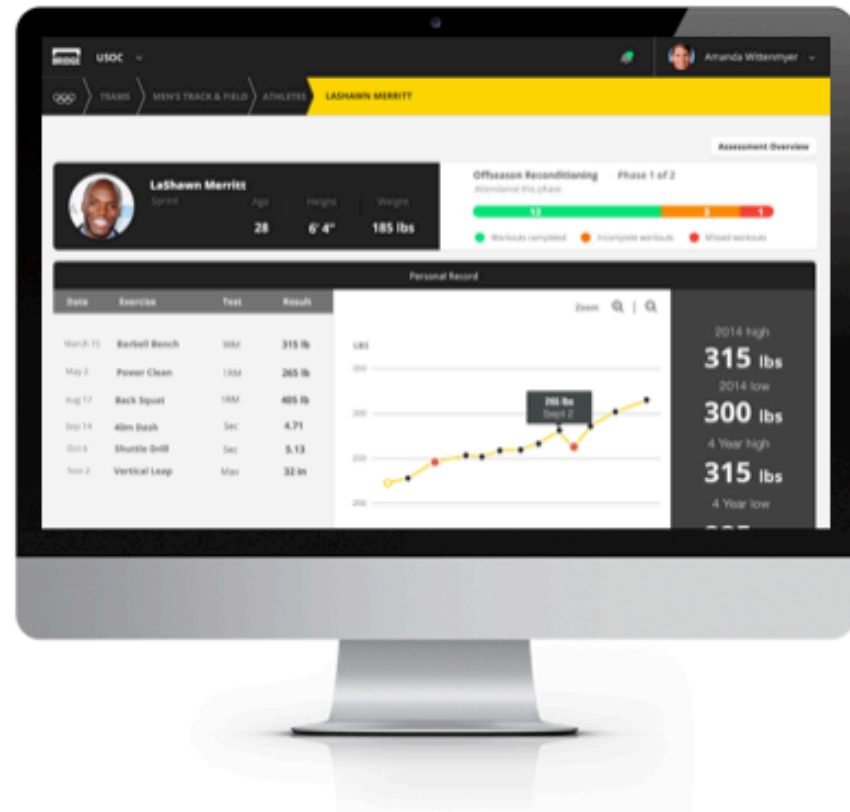 BRIDGE USOC Amanda Wittenmyer
TEAMS MEN'S TRACK & FIELD ATHLETES LASHAWN MERRITT
Assessment Overview
LaShawn Merritt
Sprint
Age Height Weight
28 6' 4" 185 lbs
Offseason Reconditioning Phase 1 of 2
Attendance this phase
12 3 1
Workouts completed Incomplete workouts Missed workouts
Personal Record
Date Exercise Test Result
March 15 Barbell Bench 315 lb
May 2 Power Clean 1RM 265 lb
Aug 17 Back Squat 1RM 405 lb
Sep 14 40m Dash Sec 4.71
Oct 6 Shuttle Drill Sec 5.13
Nov 2 Vertical Leap Max 32 in
Zoom
LBS
350
300
250
200
265 lbs
Sept 2
2014 high
315 lbs
2014 low
300 lbs
4 Year high
315 lbs
4 Year low